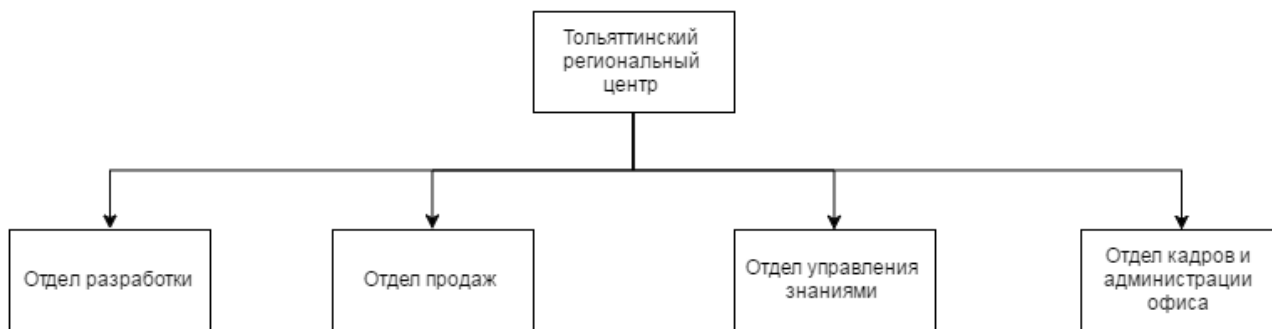 Тольяттинский
региональный
центр
Отдел разработки
Отдел продаж
Отдел управления
знаниями
Отдел кадров и
администрации
офиса